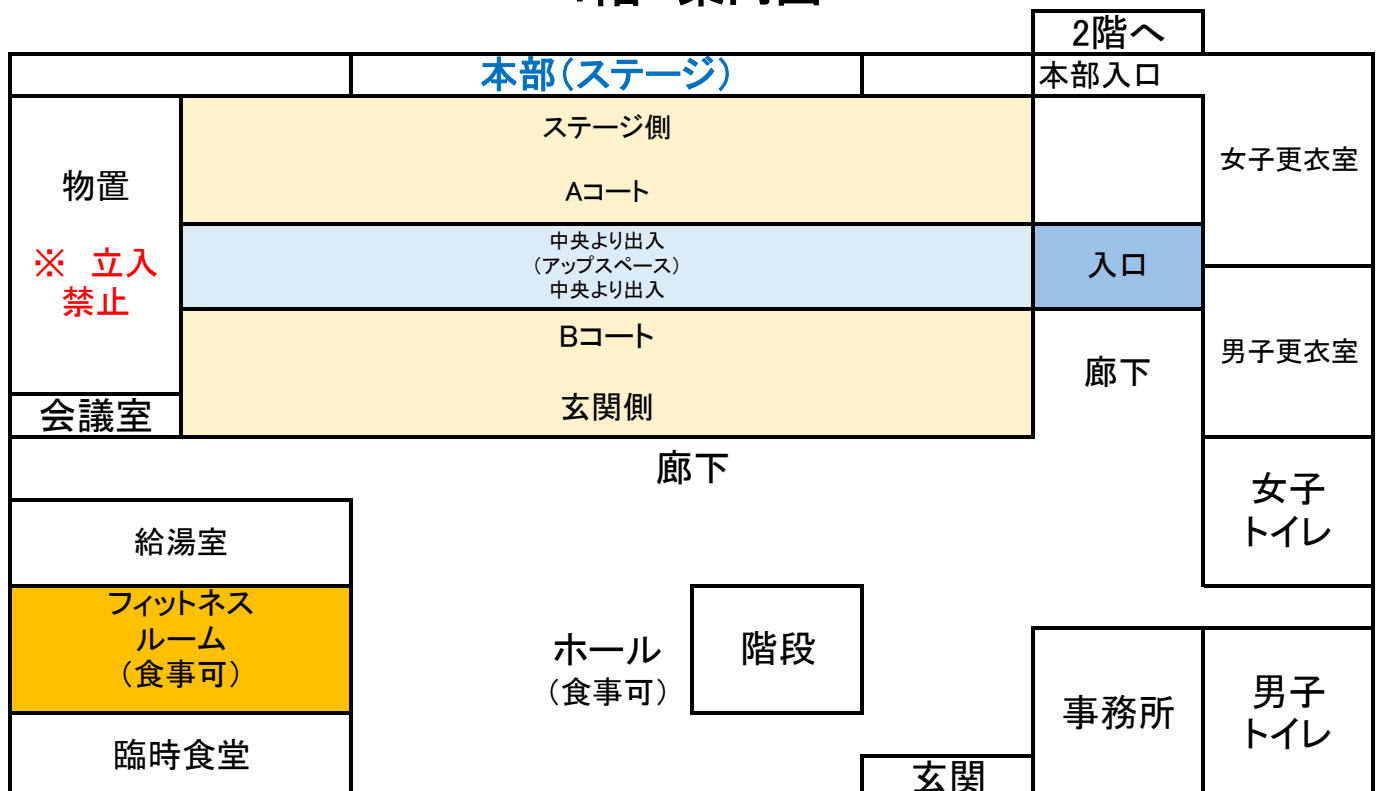 2階へ
本部（ステージ）
本部入口
ステージ側
Aコート
女子更衣室
物置
※ 立入
禁止
中央より出入
（アップスペース）
中央より出入
入口
Bコート
玄関側
廊下
男子更衣室
会議室
廊下
女子
トイレ
給湯室
フィットネス
ルーム
（食事可）
ホール
（食事可）
階段
事務所
男子
トイレ
臨時食堂
玄関